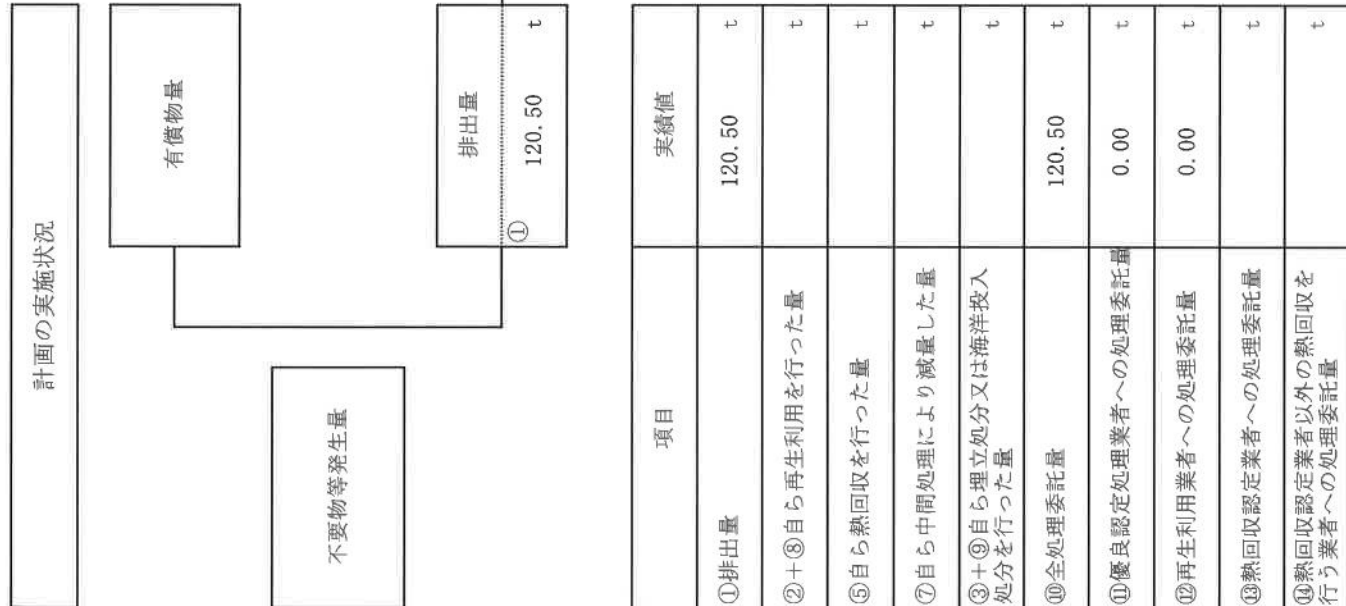 計画の実施状況
有償物量
不要物等発生量
排出量
① 120.50 t
項目 実績値
①排出量 120.50 t
②+⑧自ら再生利用を行った量 t
⑤自ら熱回収を行った量 t
⑦自ら中間処理により減量した量 t
③+⑨自ら埋立処分又は海洋投入
処分を行った量 t
⑩全処理委託量 120.50 t
⑪優良認定処理業者への処理委託量 0.00 t
⑫再生利用業者への処理委託量 0.00 t
⑬熱回収認定業者への処理委託量 t
⑭熱回収認定業者以外の熱回収を
行う業者への処理委託量 t